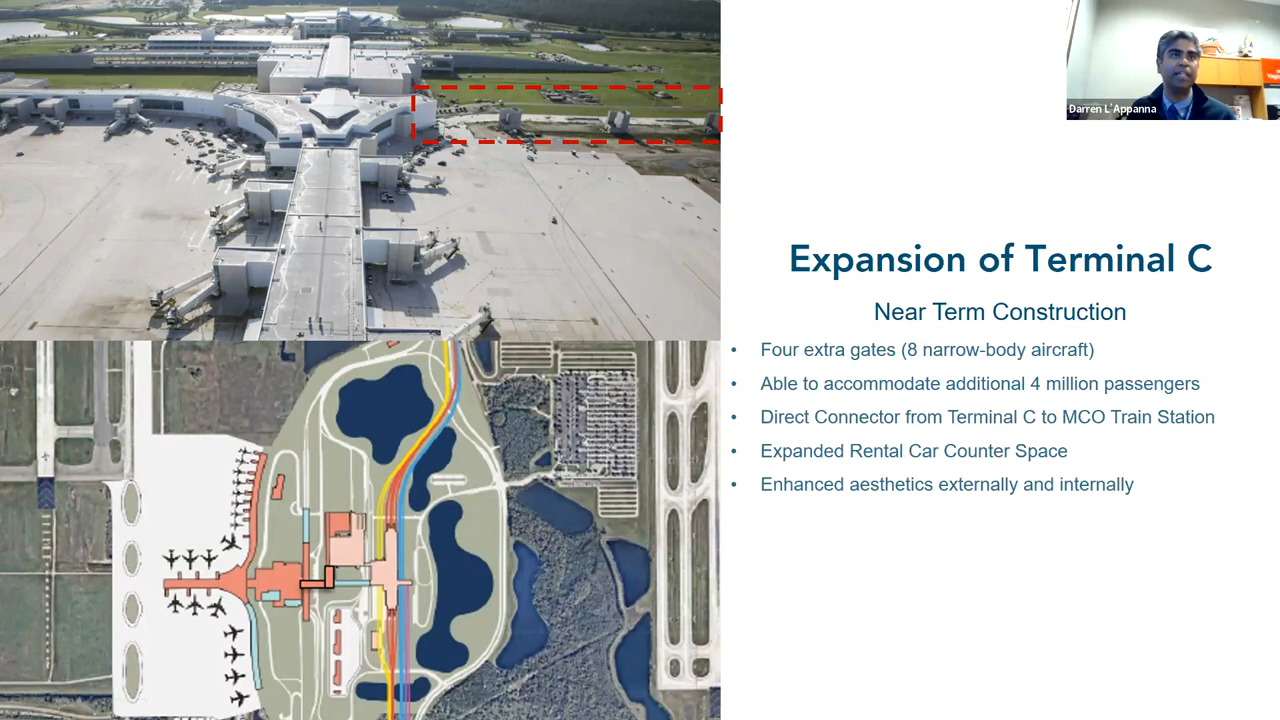 Darren L'Appanna
Expansion of Terminal C
Near Term Construction
• Four extra gates (8 narrow-body aircraft)
• Able to accommodate additional 4 million passengers
• Direct Connector from Terminal C to MCO Train Station
• Expanded Rental Car Counter Space
• Enhanced aesthetics externally and internally